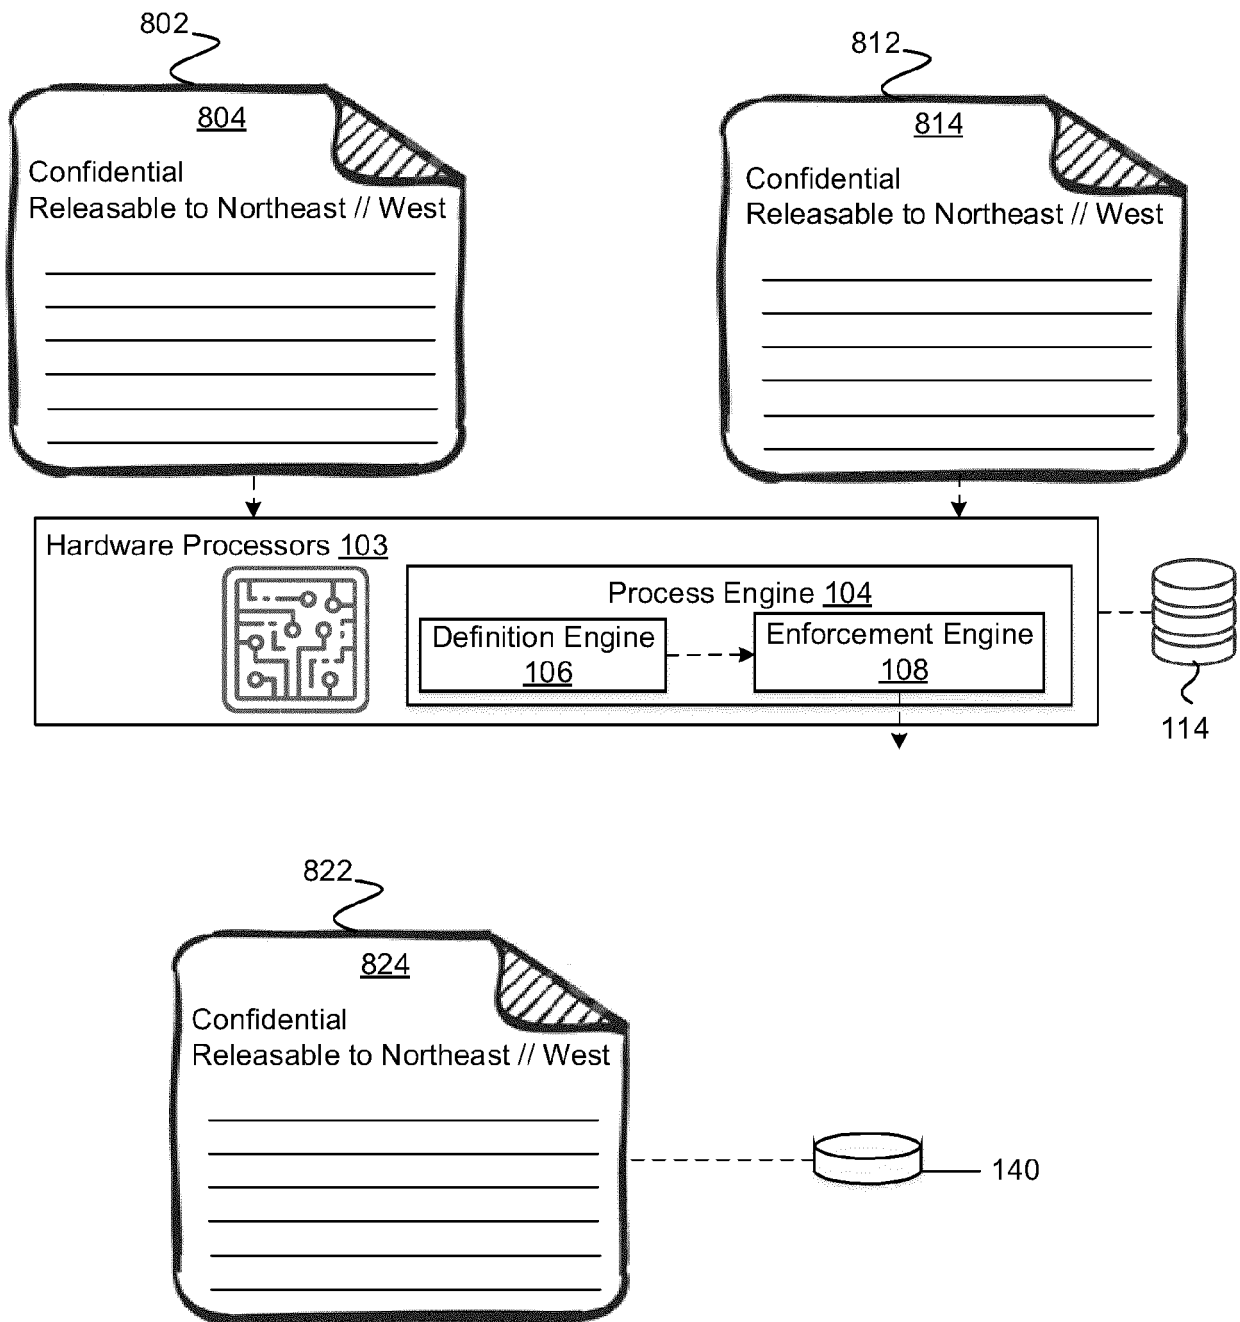 802
812
804
814
Confidential
Releasable to Northeast // West
Confidential
Releasable to Northeast // West
Hardware Processors 103
Process Engine 104
Definition Engine
106
Enforcement Engine
108
114
822
824
Confidential
Releasable to Northeast // West
140